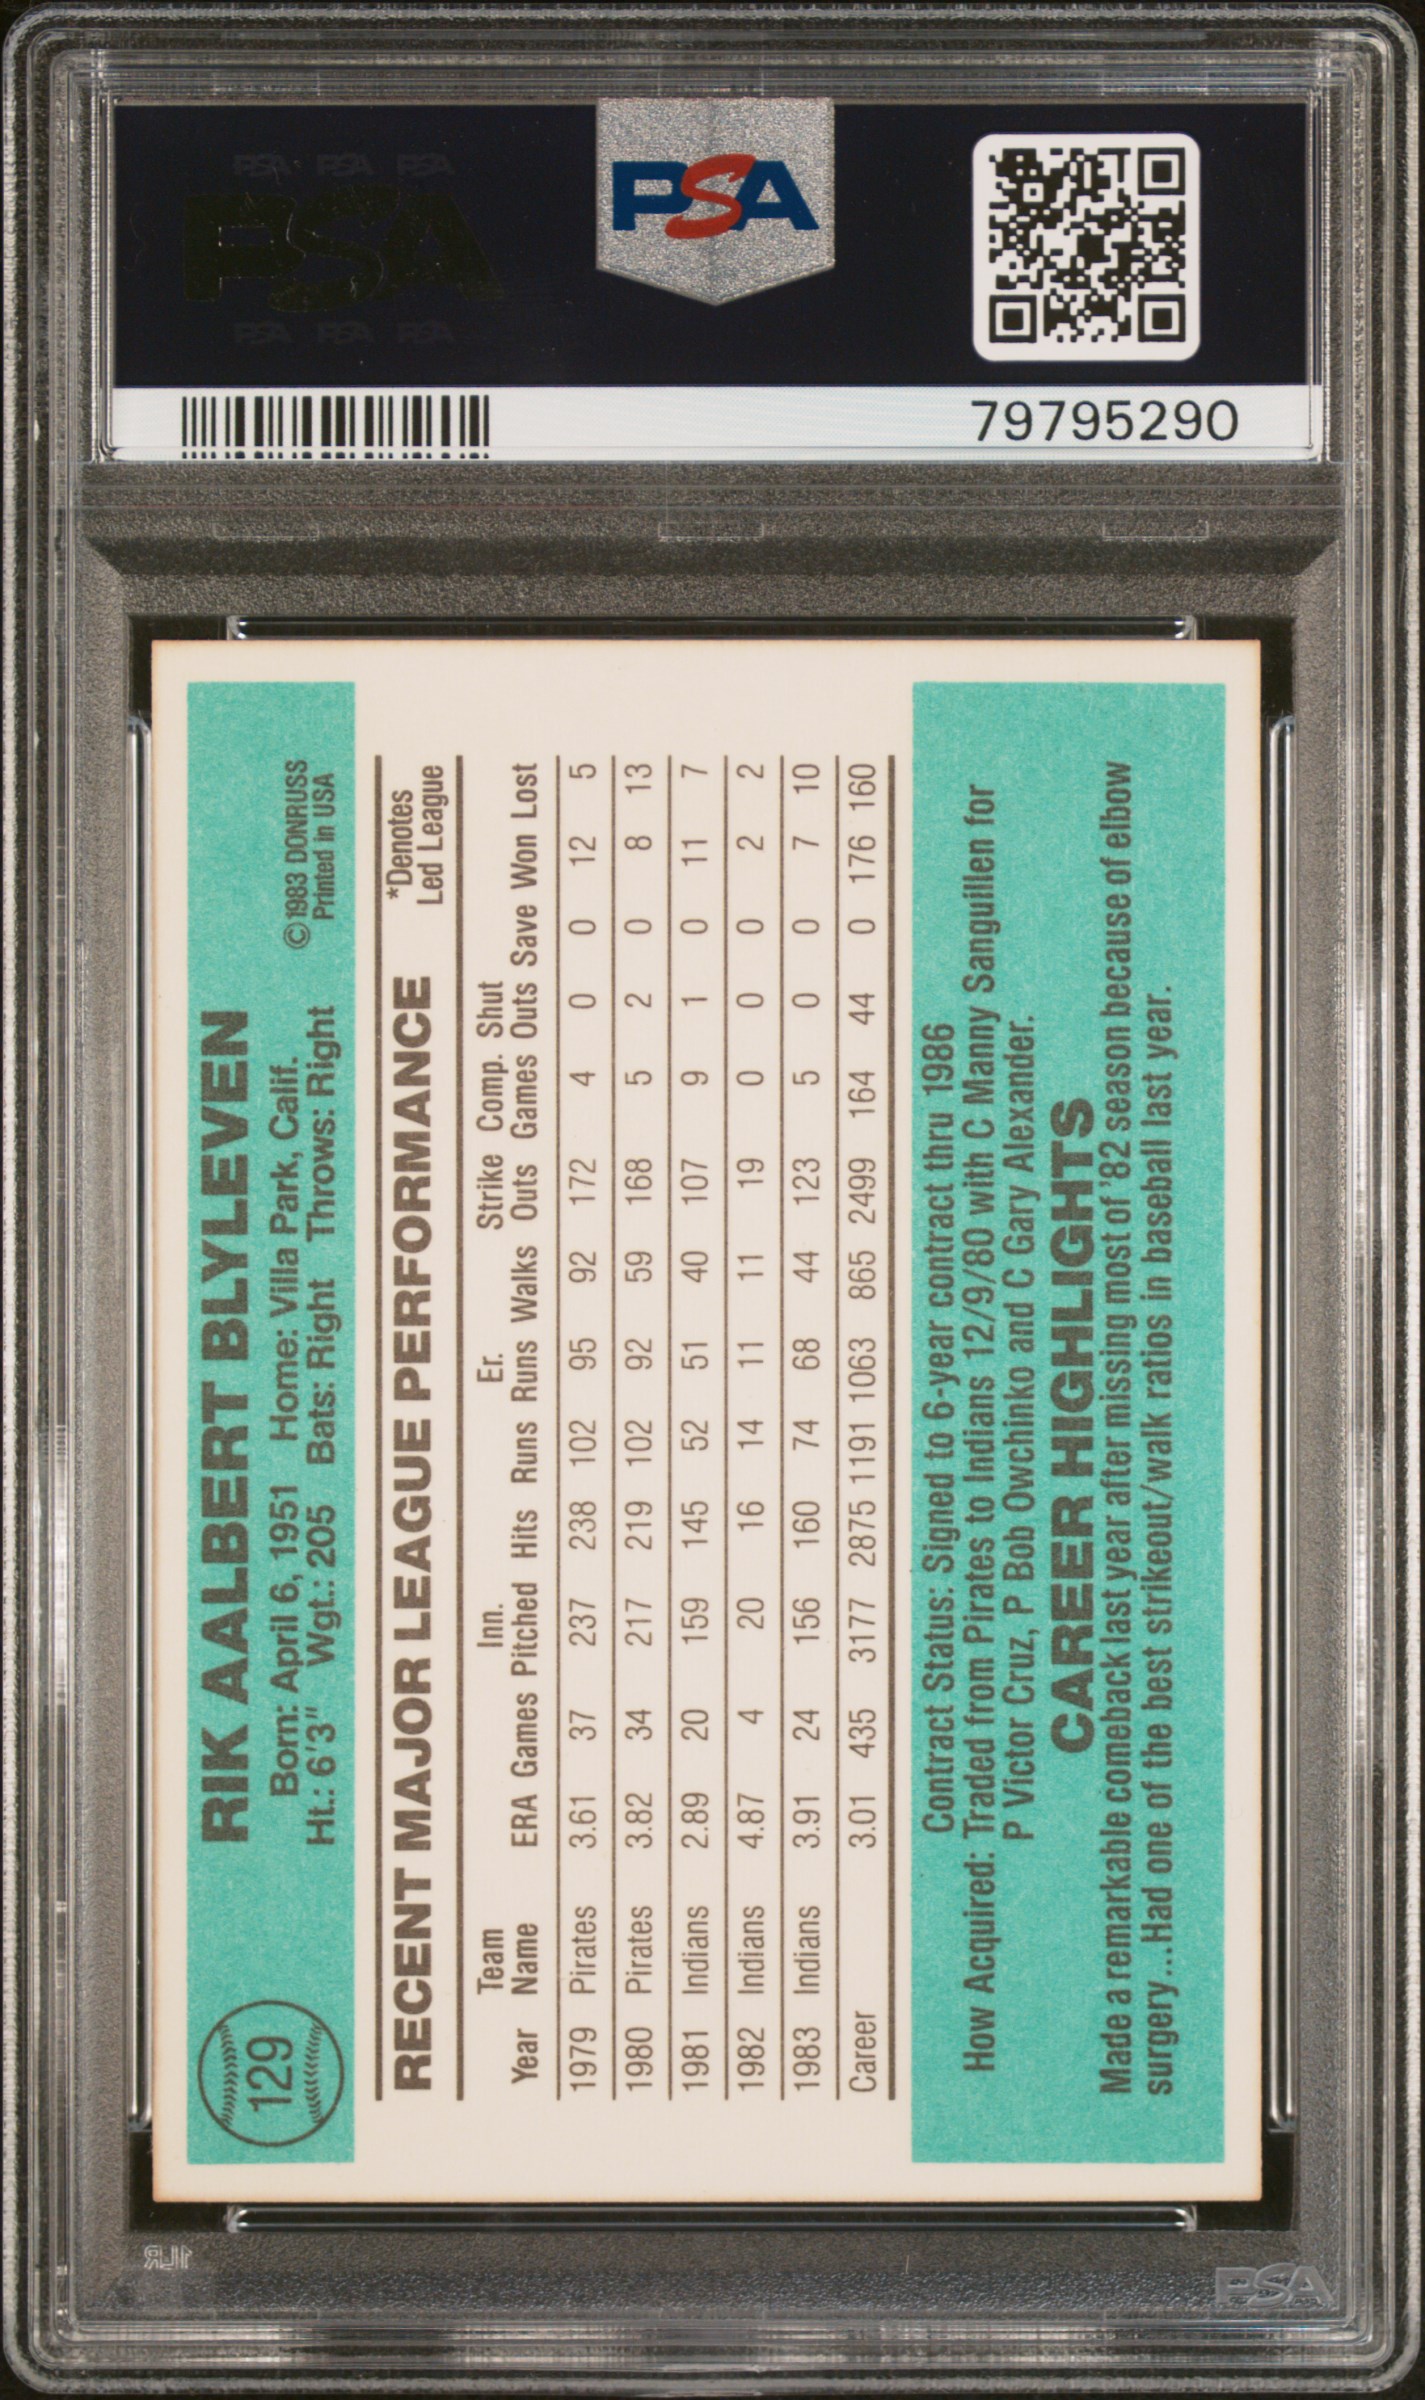 PSA PSA PSA
PSA
PSA PSA PSA
PSA
79795290
129
RIK AALBERT BLYLEVEN
Born: April 6, 1951 Home: Villa Park, Calif.
Ht.: 6'3" Wgt.: 205 Bats: Right Throws: Right
©1983 DONRUSS
Printed in USA
RECENT MAJOR LEAGUE PERFORMANCE
*Denotes
Led League
Team Inn. Er. Strike Comp. Shut
Year Name ERA Games Pitched Hits Runs Runs Walks Outs Games Outs Save Won Lost
1979 Pirates 3.61 37 237 238 102 95 92 172 4 0 0 12 5
1980 Pirates 3.82 34 217 219 102 92 59 168 5 2 0 8 13
1981 Indians 2.89 20 159 145 52 51 40 107 9 1 0 11 7
1982 Indians 4.87 4 20 16 14 11 11 19 0 0 0 2 2
1983 Indians 3.91 24 156 160 74 68 44 123 5 0 0 7 10
Career 3.01 435 3177 2875 1191 1063 865 2499 164 44 0 176 160
Contract Status: Signed to 6-year contract thru 1986
How Acquired: Traded from Pirates to Indians 12/9/80 with C Manny Sanguillen for
P Victor Cruz, P Bob Owchinko and C Gary Alexander.
CAREER HIGHLIGHTS
Made a remarkable comeback last year after missing most of '82 season because of elbow
surgery...Had one of the best strikeout/walk ratios in baseball last year.
PSA